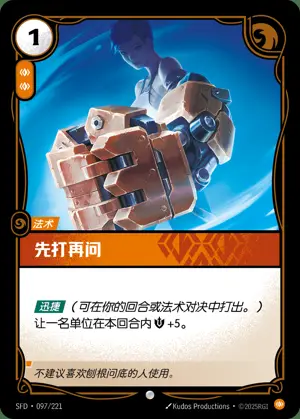 1
法术
先打再问
迅捷（可在你的回合或法术对决中打出。）
让一名单位在本回合内 +5。
不建议喜欢刨根问底的人使用。
SFD • 097/221
Kudos Productions • ©2025RGI